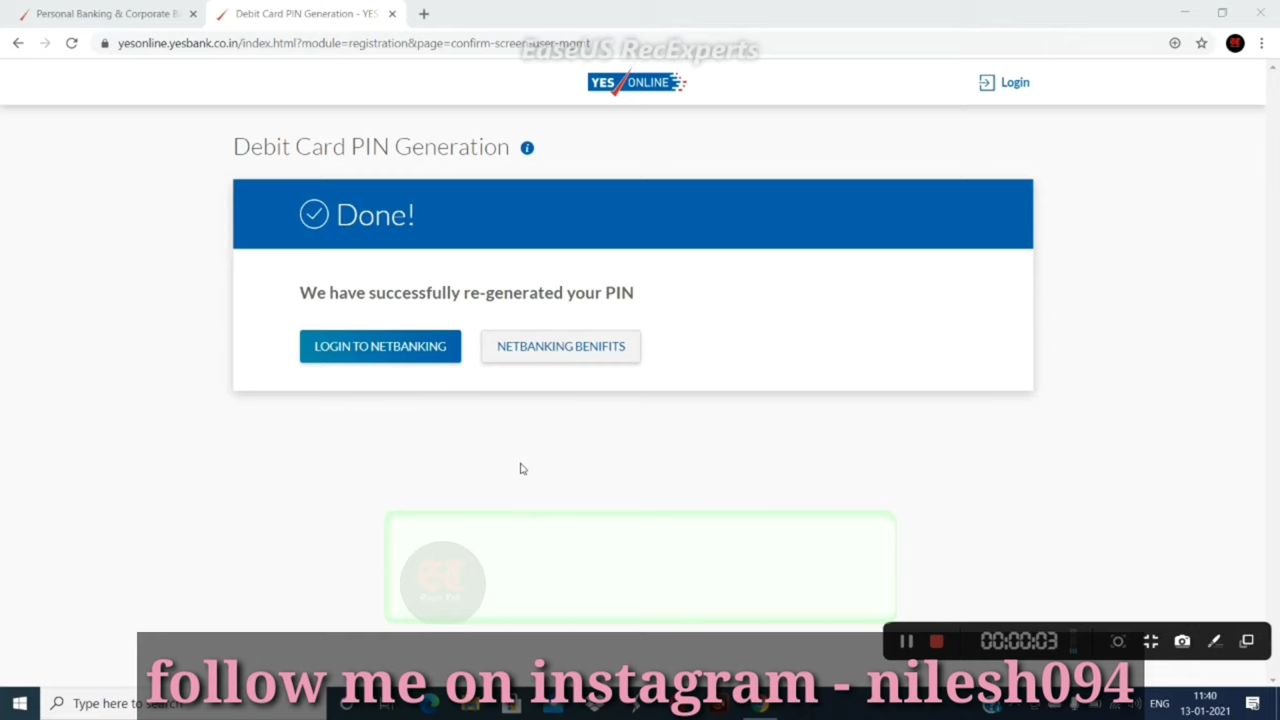 Personal Banking & Corporate B
Debit Card PIN Generation - YES
yesonline.yesbank.co.in/index.html?module=registration&page=confirm-screen-user-mgmt
EaseUS RecExperts
YES ONLINE
Login
Debit Card PIN Generation
Done!
We have successfully re-generated your PIN
LOGIN TO NETBANKING
NETBANKING BENIFITS
00:00:03
follow me on instagram - nilesh094
Type here to search
ENG
11:40
13-01-2021